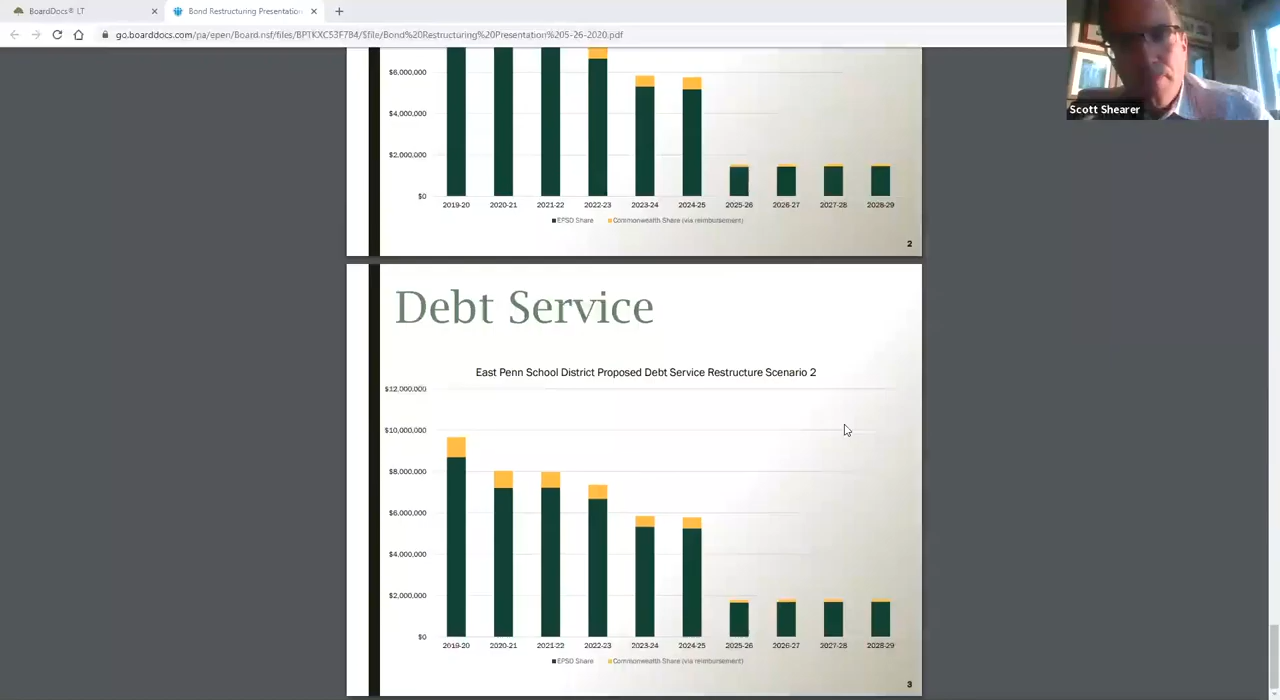 BoardDocs® LT
Bond Restructuring Presentation
go.boarddocs.com/pa/epen/Board.nsf/files/BPTKXC53F7B4/$file/Bond%20Restructuring%20Presentation%205-26-2020.pdf
Scott Shearer
$6,000,000
$4,000,000
$2,000,000
$0
2019-20 2020-21 2021-22 2022-23 2023-24 2024-25 2025-26 2026-27 2027-28 2028-29
EPSD Share Commonwealth Share (via reimbursement)
2
Debt Service
East Penn School District Proposed Debt Service Restructure Scenario 2
$12,000,000
$10,000,000
$8,000,000
$6,000,000
$4,000,000
$2,000,000
$0
2019-20 2020-21 2021-22 2022-23 2023-24 2024-25 2025-26 2026-27 2027-28 2028-29
EPSD Share Commonwealth Share (via reimbursement)
3